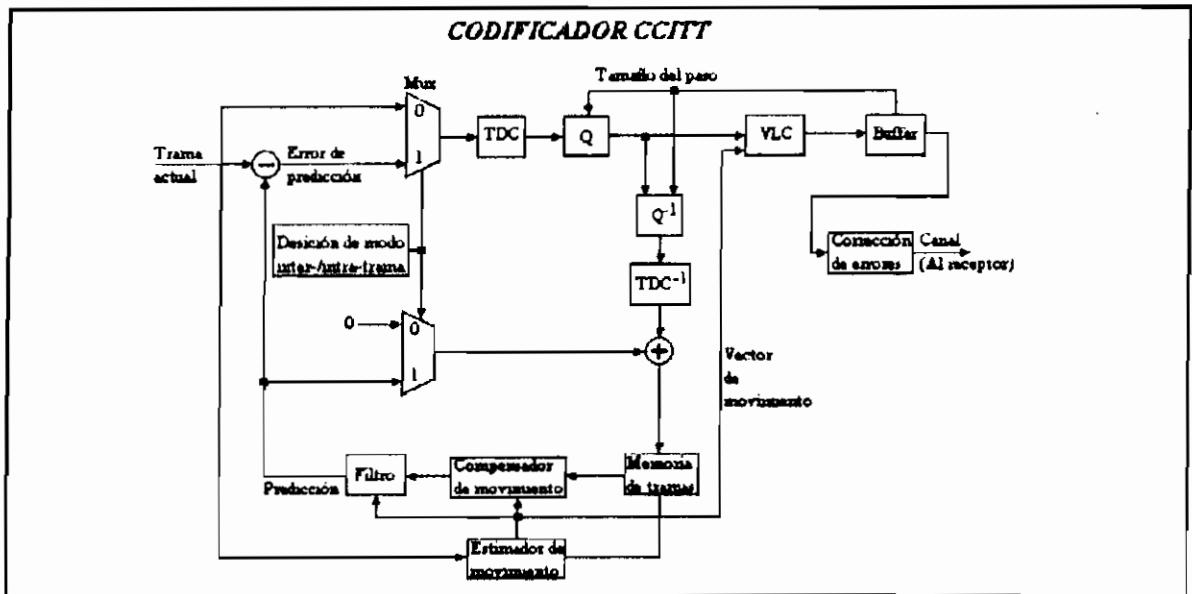 CODIFICADOR CCITT
Tamaño del paso
Mux
0
1
TDC
Q
VLC
Buffar
Trama
actual
Error de
predicción
Q-1
Desición de modo
inter-/intra-trama
TDC-1
Corrección
de errores
Canal
(Al receptor)
0
0
1
+
Vector
de
movimiento
Filtro
Predicción
Compensador
de movimiento
Memoria
de tramas
Estimador de
movimiento